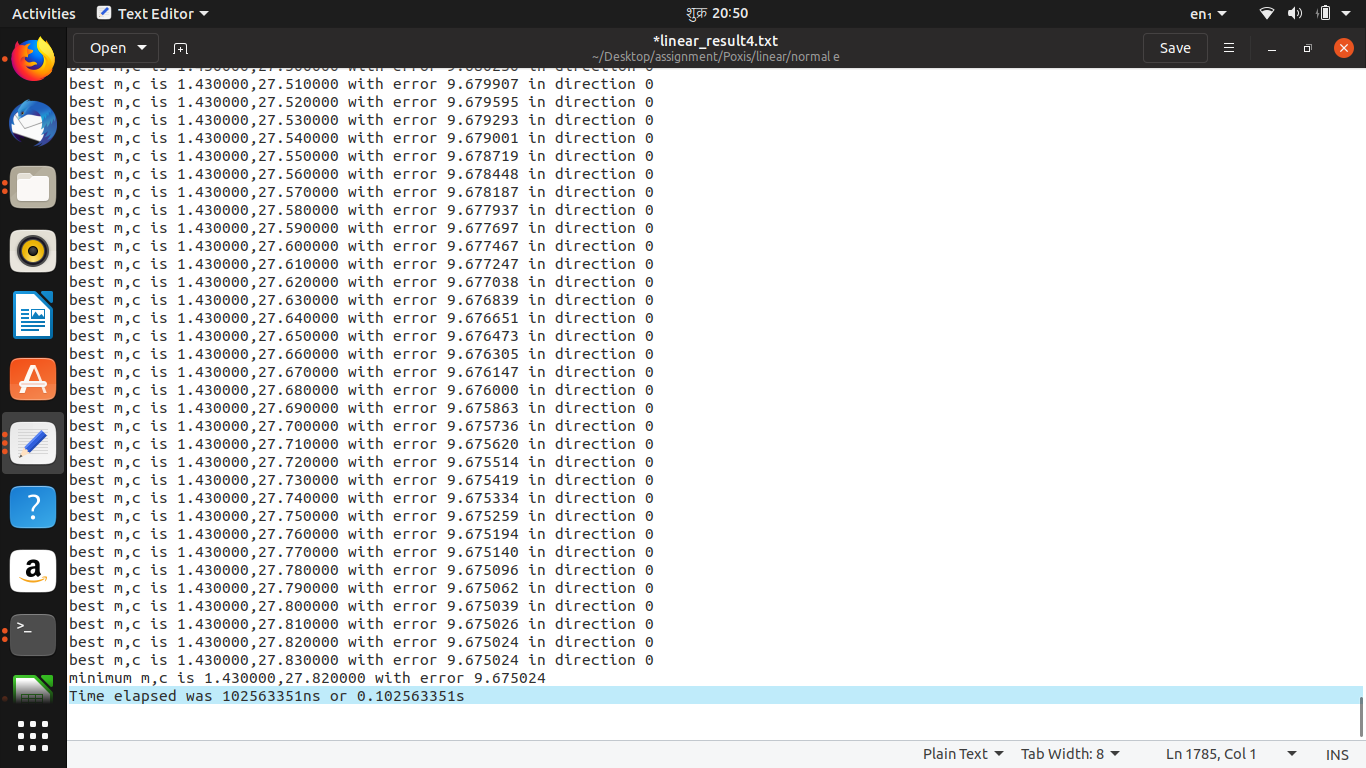 Activities Text Editor शुक्र 20:50 en₁
Open *linear_result4.txt Save
~/Desktop/assignment/Poxis/linear/normal e
best m,c is 1.430000,27.510000 with error 9.679907 in direction 0
best m,c is 1.430000,27.520000 with error 9.679595 in direction 0
best m,c is 1.430000,27.530000 with error 9.679293 in direction 0
best m,c is 1.430000,27.540000 with error 9.679001 in direction 0
best m,c is 1.430000,27.550000 with error 9.678719 in direction 0
best m,c is 1.430000,27.560000 with error 9.678448 in direction 0
best m,c is 1.430000,27.570000 with error 9.678187 in direction 0
best m,c is 1.430000,27.580000 with error 9.677937 in direction 0
best m,c is 1.430000,27.590000 with error 9.677697 in direction 0
best m,c is 1.430000,27.600000 with error 9.677467 in direction 0
best m,c is 1.430000,27.610000 with error 9.677247 in direction 0
best m,c is 1.430000,27.620000 with error 9.677038 in direction 0
best m,c is 1.430000,27.630000 with error 9.676839 in direction 0
best m,c is 1.430000,27.640000 with error 9.676651 in direction 0
best m,c is 1.430000,27.650000 with error 9.676473 in direction 0
best m,c is 1.430000,27.660000 with error 9.676305 in direction 0
best m,c is 1.430000,27.670000 with error 9.676147 in direction 0
best m,c is 1.430000,27.680000 with error 9.676000 in direction 0
best m,c is 1.430000,27.690000 with error 9.675863 in direction 0
best m,c is 1.430000,27.700000 with error 9.675736 in direction 0
best m,c is 1.430000,27.710000 with error 9.675620 in direction 0
best m,c is 1.430000,27.720000 with error 9.675514 in direction 0
best m,c is 1.430000,27.730000 with error 9.675419 in direction 0
best m,c is 1.430000,27.740000 with error 9.675334 in direction 0
best m,c is 1.430000,27.750000 with error 9.675259 in direction 0
best m,c is 1.430000,27.760000 with error 9.675194 in direction 0
best m,c is 1.430000,27.770000 with error 9.675140 in direction 0
best m,c is 1.430000,27.780000 with error 9.675096 in direction 0
best m,c is 1.430000,27.790000 with error 9.675062 in direction 0
best m,c is 1.430000,27.800000 with error 9.675039 in direction 0
best m,c is 1.430000,27.810000 with error 9.675026 in direction 0
best m,c is 1.430000,27.820000 with error 9.675024 in direction 0
best m,c is 1.430000,27.830000 with error 9.675024 in direction 0
minimum m,c is 1.430000,27.820000 with error 9.675024
Time elapsed was 102563351ns or 0.102563351s
Plain Text Tab Width: 8 Ln 1785, Col 1 INS